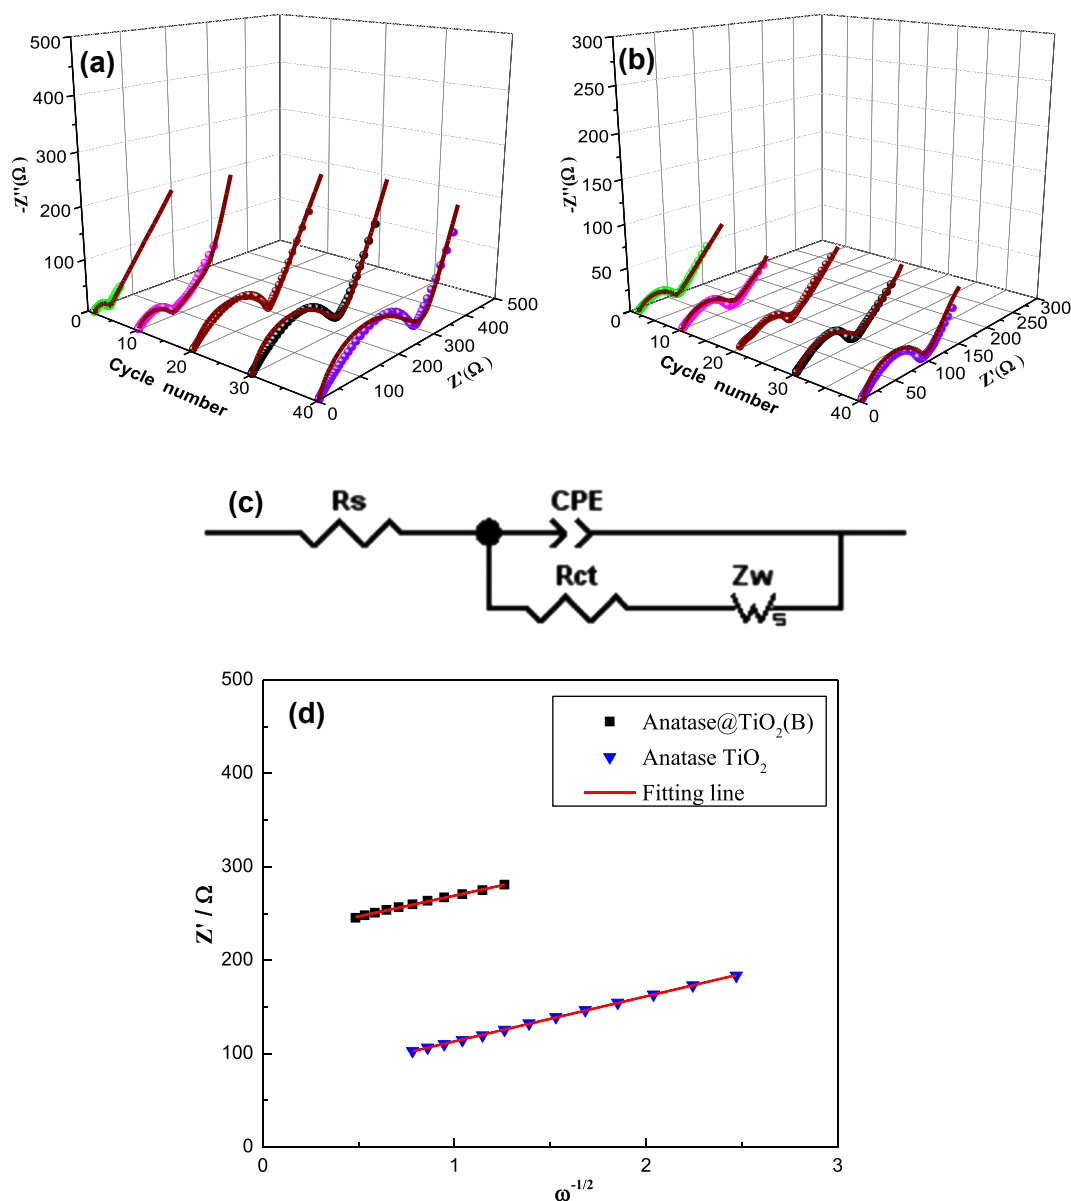 (a)
500
400
300
200
100
-Z''(Ω)
0
10
20
30
40
Cycle number
0
100
200
300
400
500
Z'(Ω)
(b)
300
250
200
150
100
50
-Z''(Ω)
0
10
20
30
40
Cycle number
0
50
100
150
200
250
300
Z'(Ω)
(c)
Rs
CPE
Rct
Zw
s
(d)
500
400
300
200
100
0
Z' / Ω
Anatase@TiO₂(B)
Anatase TiO₂
Fitting line
0
1
2
3
ω⁻¹/²